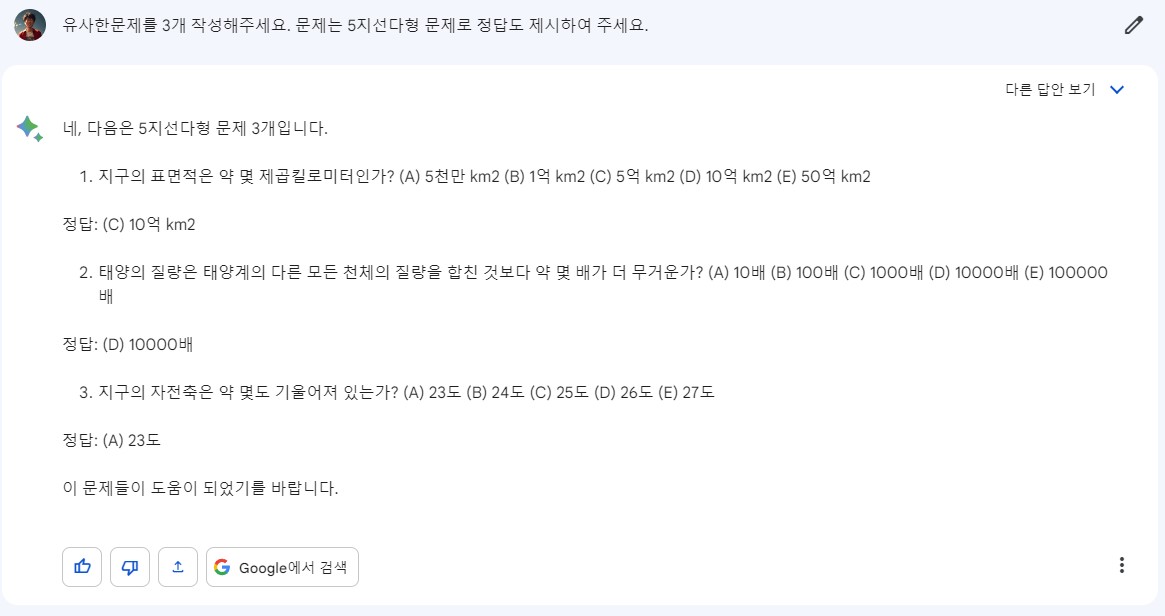 유사한문제를 3개 작성해주세요. 문제는 5지선다형 문제로 정답도 제시하여 주세요.
다른 답안 보기
네, 다음은 5지선다형 문제 3개입니다.
1. 지구의 표면적은 약 몇 제곱킬로미터인가? (A) 5천만 km2 (B) 1억 km2 (C) 5억 km2 (D) 10억 km2 (E) 50억 km2
정답: (C) 10억 km2
2. 태양의 질량은 태양계의 다른 모든 천체의 질량을 합친 것보다 약 몇 배가 더 무거운가? (A) 10배 (B) 100배 (C) 1000배 (D) 10000배 (E) 100000
배
정답: (D) 10000배
3. 지구의 자전축은 약 몇도 기울어져 있는가? (A) 23도 (B) 24도 (C) 25도 (D) 26도 (E) 27도
정답: (A) 23도
이 문제들이 도움이 되었기를 바랍니다.
Google에서 검색